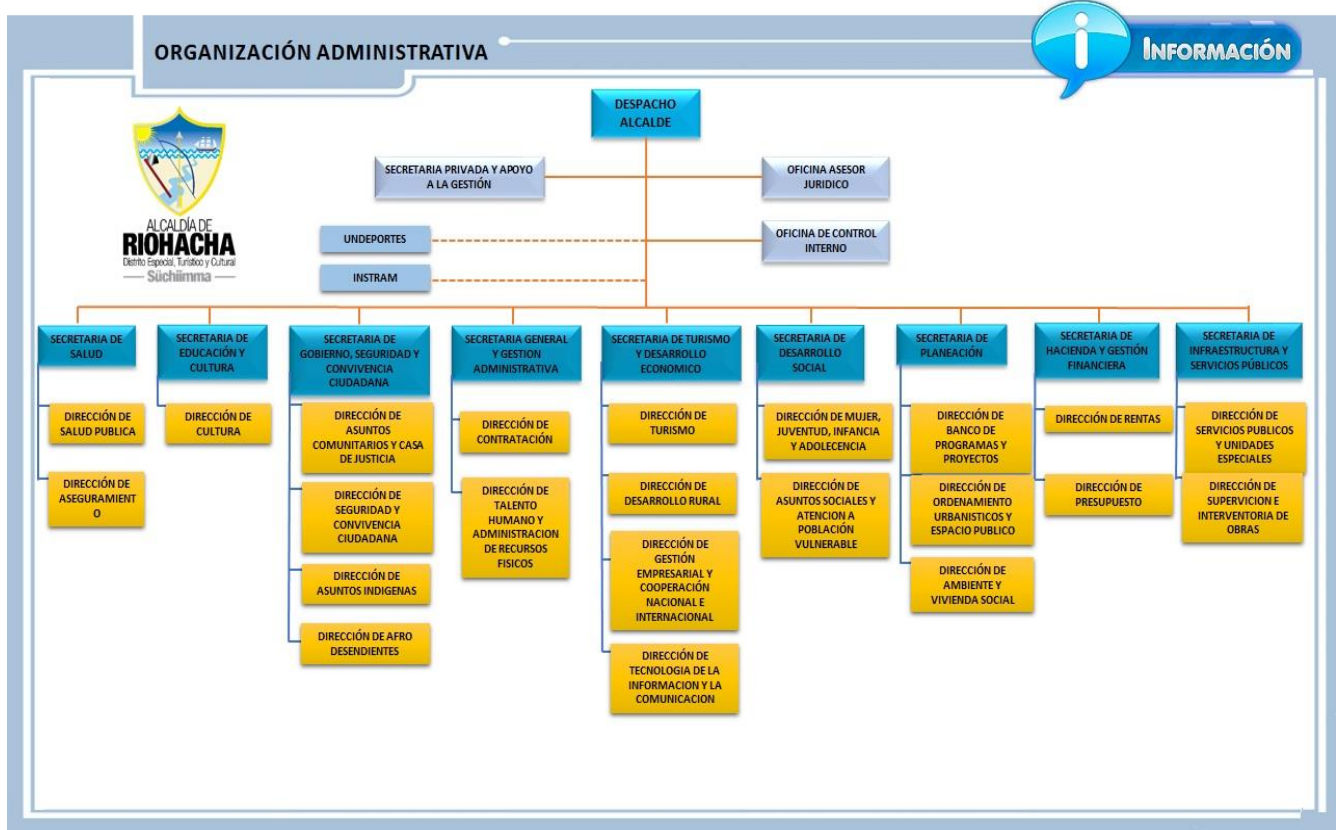 ORGANIZACIÓN ADMINISTRATIVA
INFORMACIÓN
ALCALDÍA DE
RIOHACHA
Distrito Especial, Turístico y Cultural
Süchiimma
DESPACHO
ALCALDE
SECRETARIA PRIVADA Y APOYO
A LA GESTIÓN
OFICINA ASESOR
JURIDICO
UNDEPORTES
OFICINA DE CONTROL
INTERNO
INSTRAM
SECRETARIA DE
SALUD
DIRECCIÓN DE
SALUD PUBLICA
DIRECCIÓN DE
ASEGURAMIENT
O
SECRETARIA DE
EDUCACIÓN Y
CULTURA
DIRECCIÓN DE
CULTURA
SECRETARIA DE
GOBIERNO, SEGURIDAD Y
CONVIVENCIA
CIUDADANA
DIRECCIÓN DE
ASUNTOS
COMUNITARIOS Y CASA
DE JUSTICIA
DIRECCIÓN DE
SEGURIDAD Y
CONVIVENCIA
CIUDADANA
DIRECCIÓN DE
ASUNTOS INDIGENAS
DIRECCIÓN DE AFRO
DESENDIENTES
SECRETARIA GENERAL
Y GESTION
ADMINISTRATIVA
DIRECCIÓN DE
CONTRATACIÓN
DIRECCIÓN DE
TALENTO
HUMANO Y
ADMINISTRACION
DE RECURSOS
FISICOS
SECRETARIA DE TURISMO
Y DESARROLLO
ECONOMICO
DIRECCIÓN DE
TURISMO
DIRECCIÓN DE
DESARROLLO RURAL
DIRECCIÓN DE
GESTIÓN
EMPRESARIAL Y
COOPERACIÓN
NACIONAL E
INTERNACIONAL
DIRECCIÓN DE
TECNOLOGIA DE LA
INFORMACION Y LA
COMUNICACION
SECRETARIA DE
DESARROLLO
SOCIAL
DIRECCIÓN DE MUJER,
JUVENTUD, INFANCIA
Y ADOLECENCIA
DIRECCIÓN DE
ASUNTOS SOCIALES Y
ATENCION A
POBLACIÓN
VULNERABLE
SECRETARIA DE
PLANEACIÓN
DIRECCIÓN DE
BANCO DE
PROGRAMAS Y
PROYECTOS
DIRECCIÓN DE
ORDENAMIENTO
URBANISTICOS Y
ESPACIO PUBLICO
DIRECCIÓN DE
AMBIENTE Y
VIVIENDA SOCIAL
SECRETARIA DE
HACIENDA Y GESTIÓN
FINANCIERA
DIRECCIÓN DE RENTAS
DIRECCIÓN DE
PRESUPUESTO
SECRETARIA DE
INFRAESTRUCTURA Y
SERVICIOS PÚBLICOS
DIRECCIÓN DE
SERVICIOS PUBLICOS
Y UNIDADES
ESPECIALES
DIRECCIÓN DE
SUPERVICION E
INTERVENTORIA DE
OBRAS